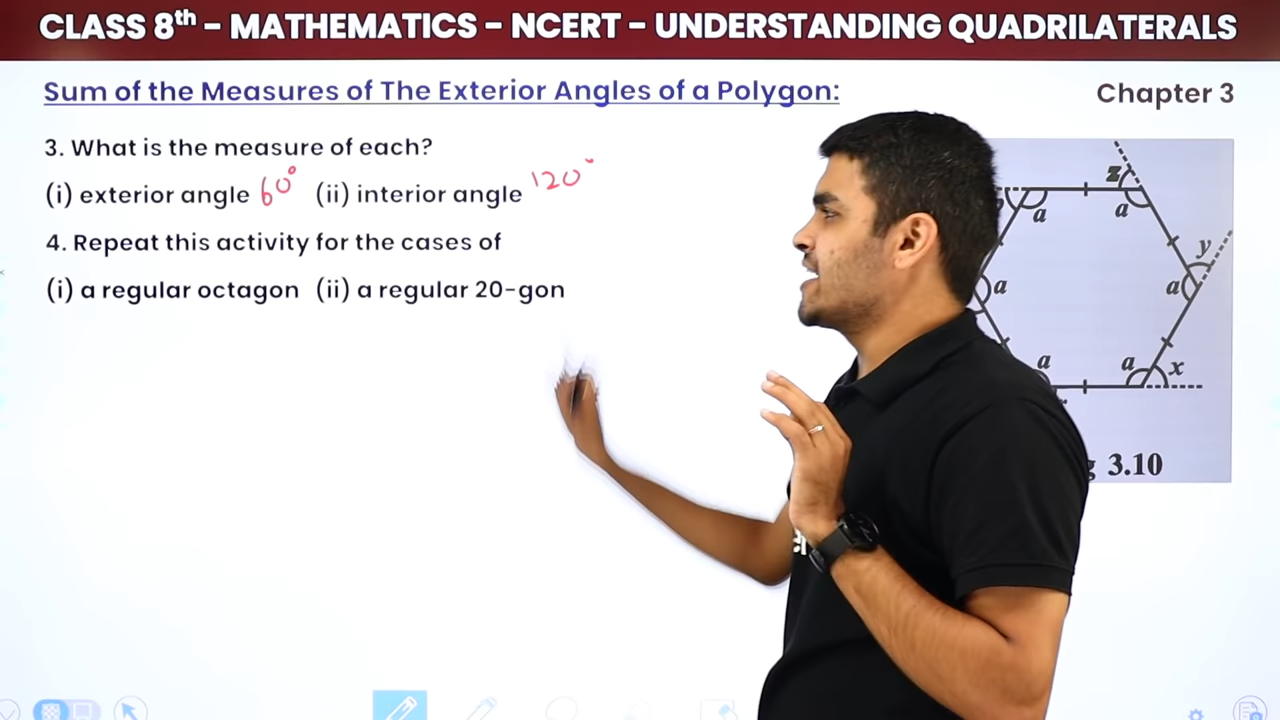 CLASS 8th - MATHEMATICS - NCERT - UNDERSTANDING QUADRILATERALS
Sum of the Measures of The Exterior Angles of a Polygon:
Chapter 3
3. What is the measure of each?
(i) exterior angle 60° (ii) interior angle 120°
4. Repeat this activity for the cases of
(i) a regular octagon (ii) a regular 20-gon
z
a a
y
a a
a a x
3.10